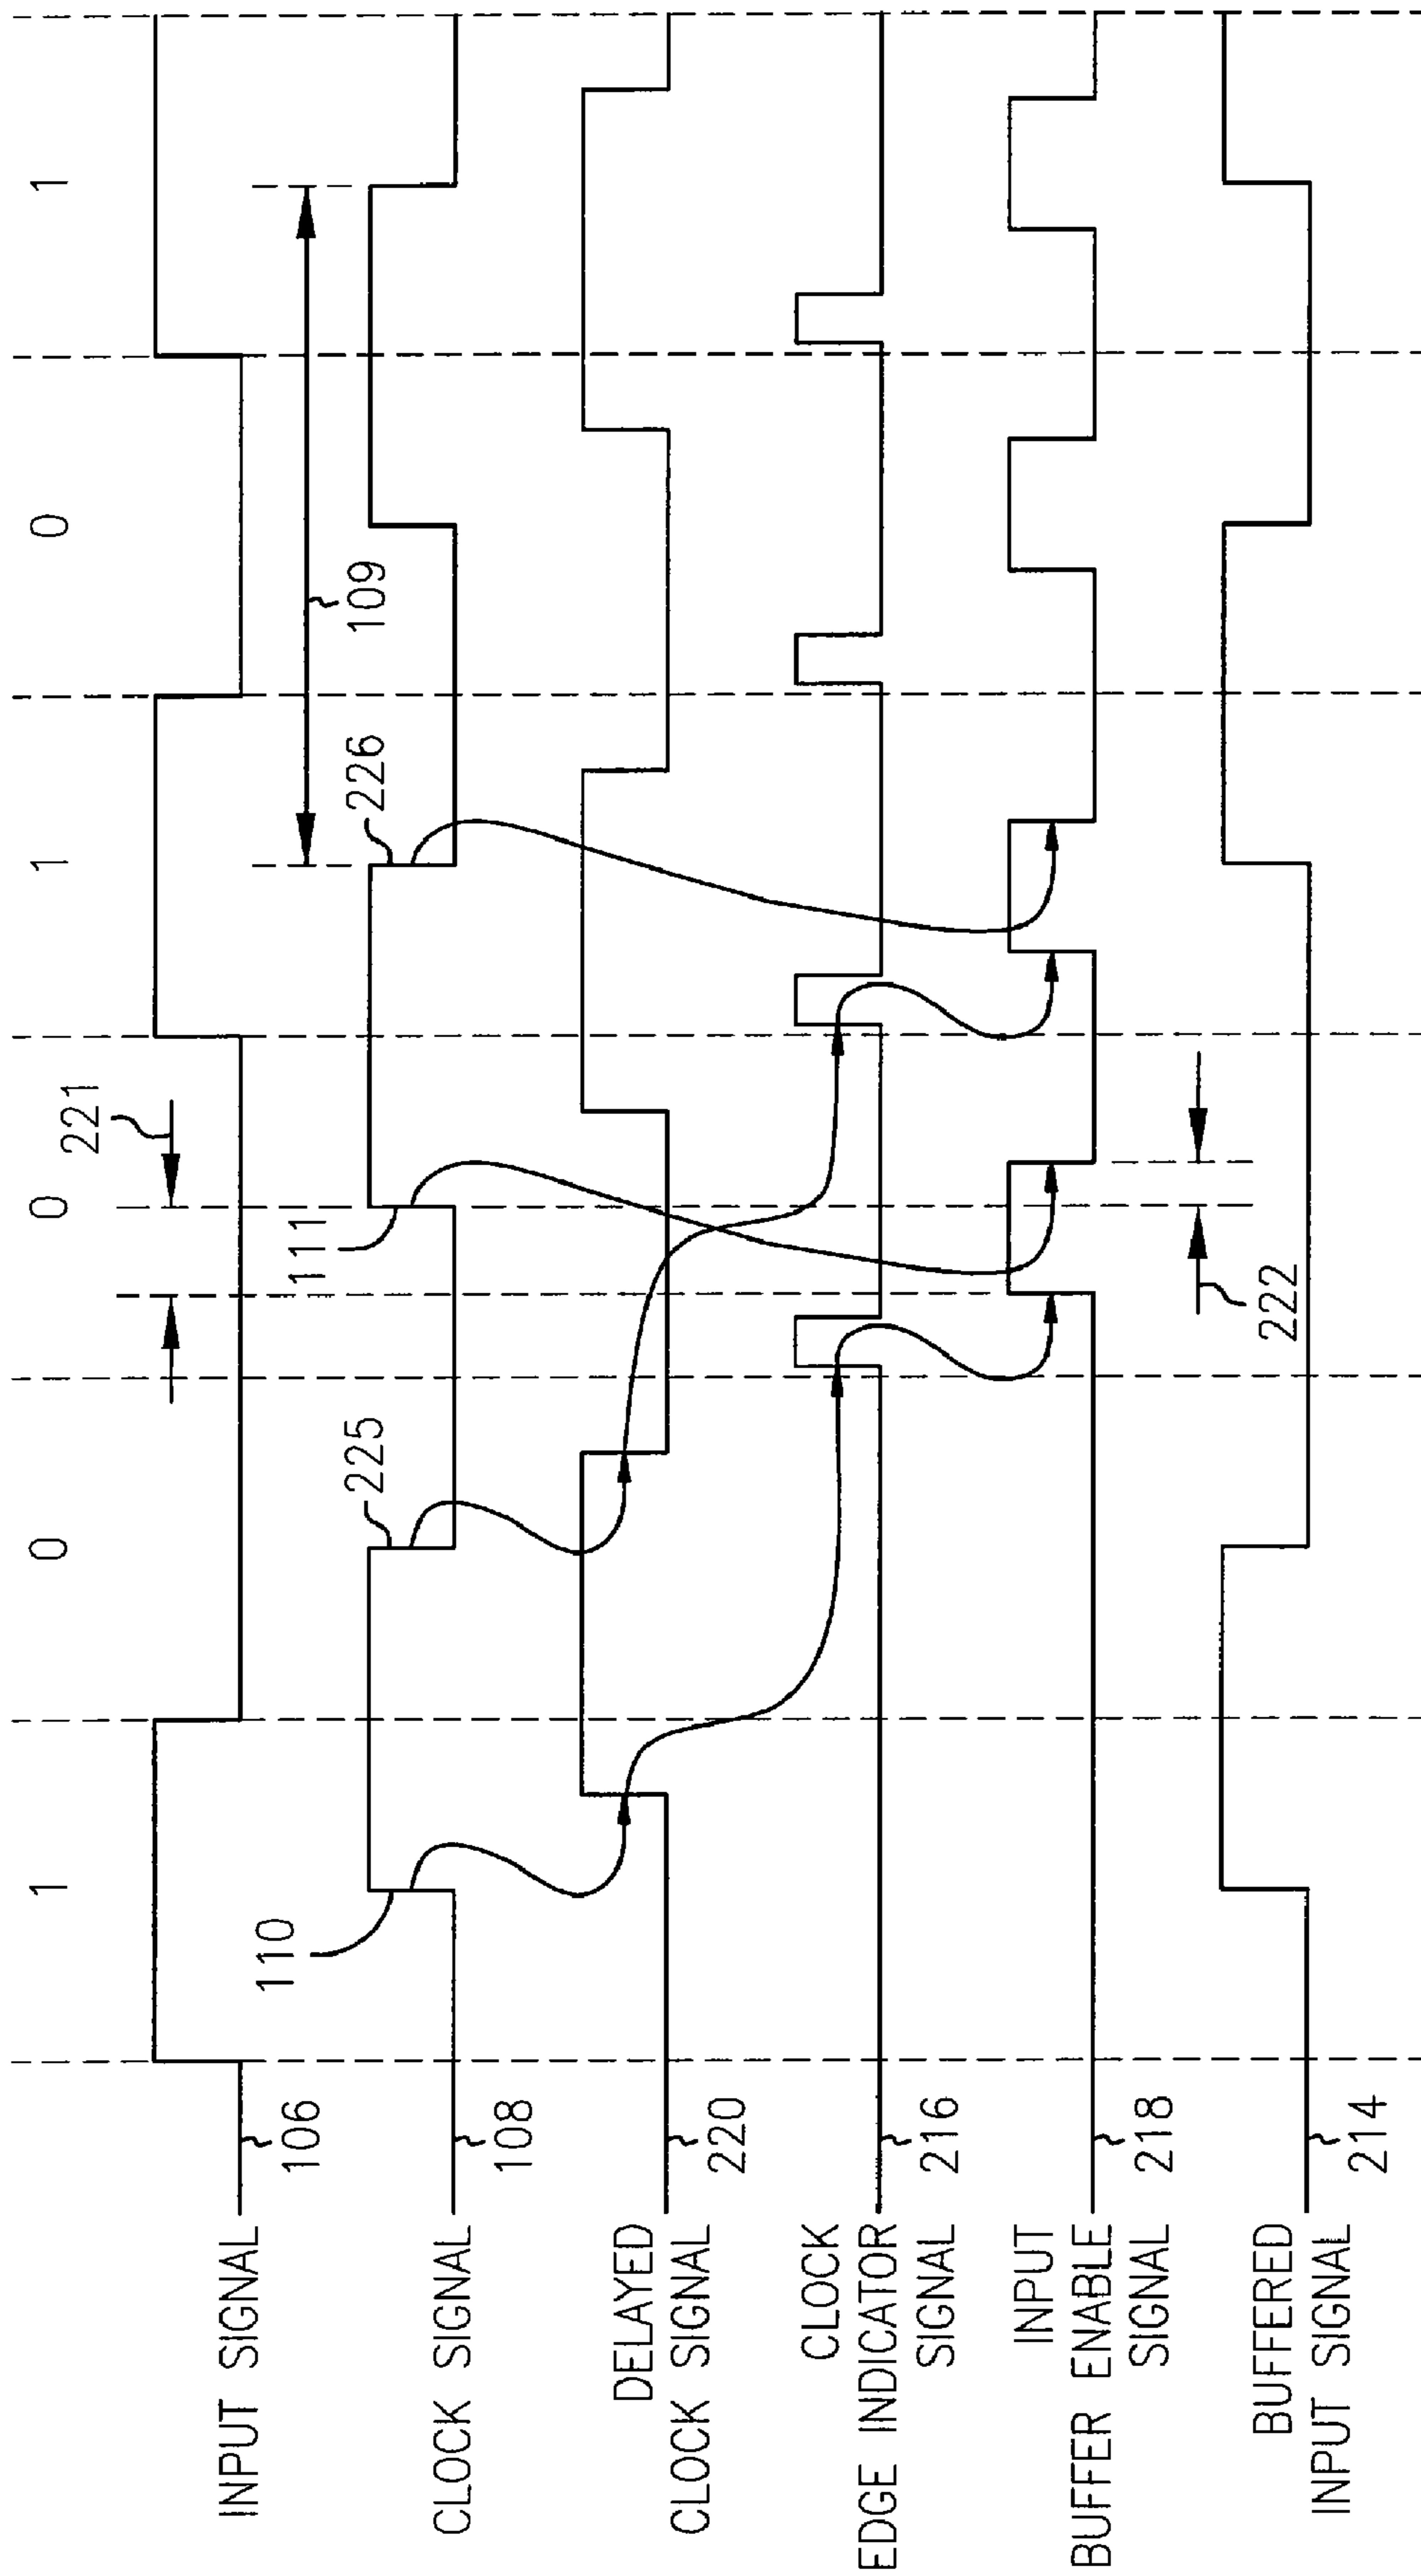 1 0 0 1 0 1
INPUT SIGNAL
106
221
109
CLOCK SIGNAL
108
110
225
111
226
DELAYED
CLOCK SIGNAL
220
CLOCK
EDGE INDICATOR
SIGNAL
216
INPUT
BUFFER ENABLE
SIGNAL
218
222
BUFFERED
INPUT SIGNAL
214